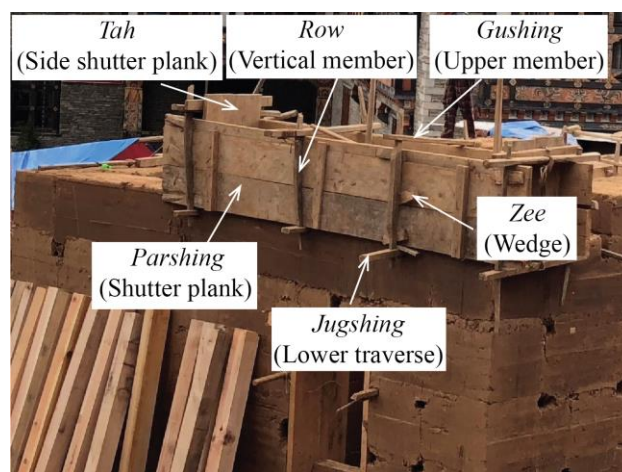 Tah
(Side shutter plank)
Row
(Vertical member)
Gushing
(Upper member)
Zee
(Wedge)
Parshing
(Shutter plank)
Jugshing
(Lower traverse)